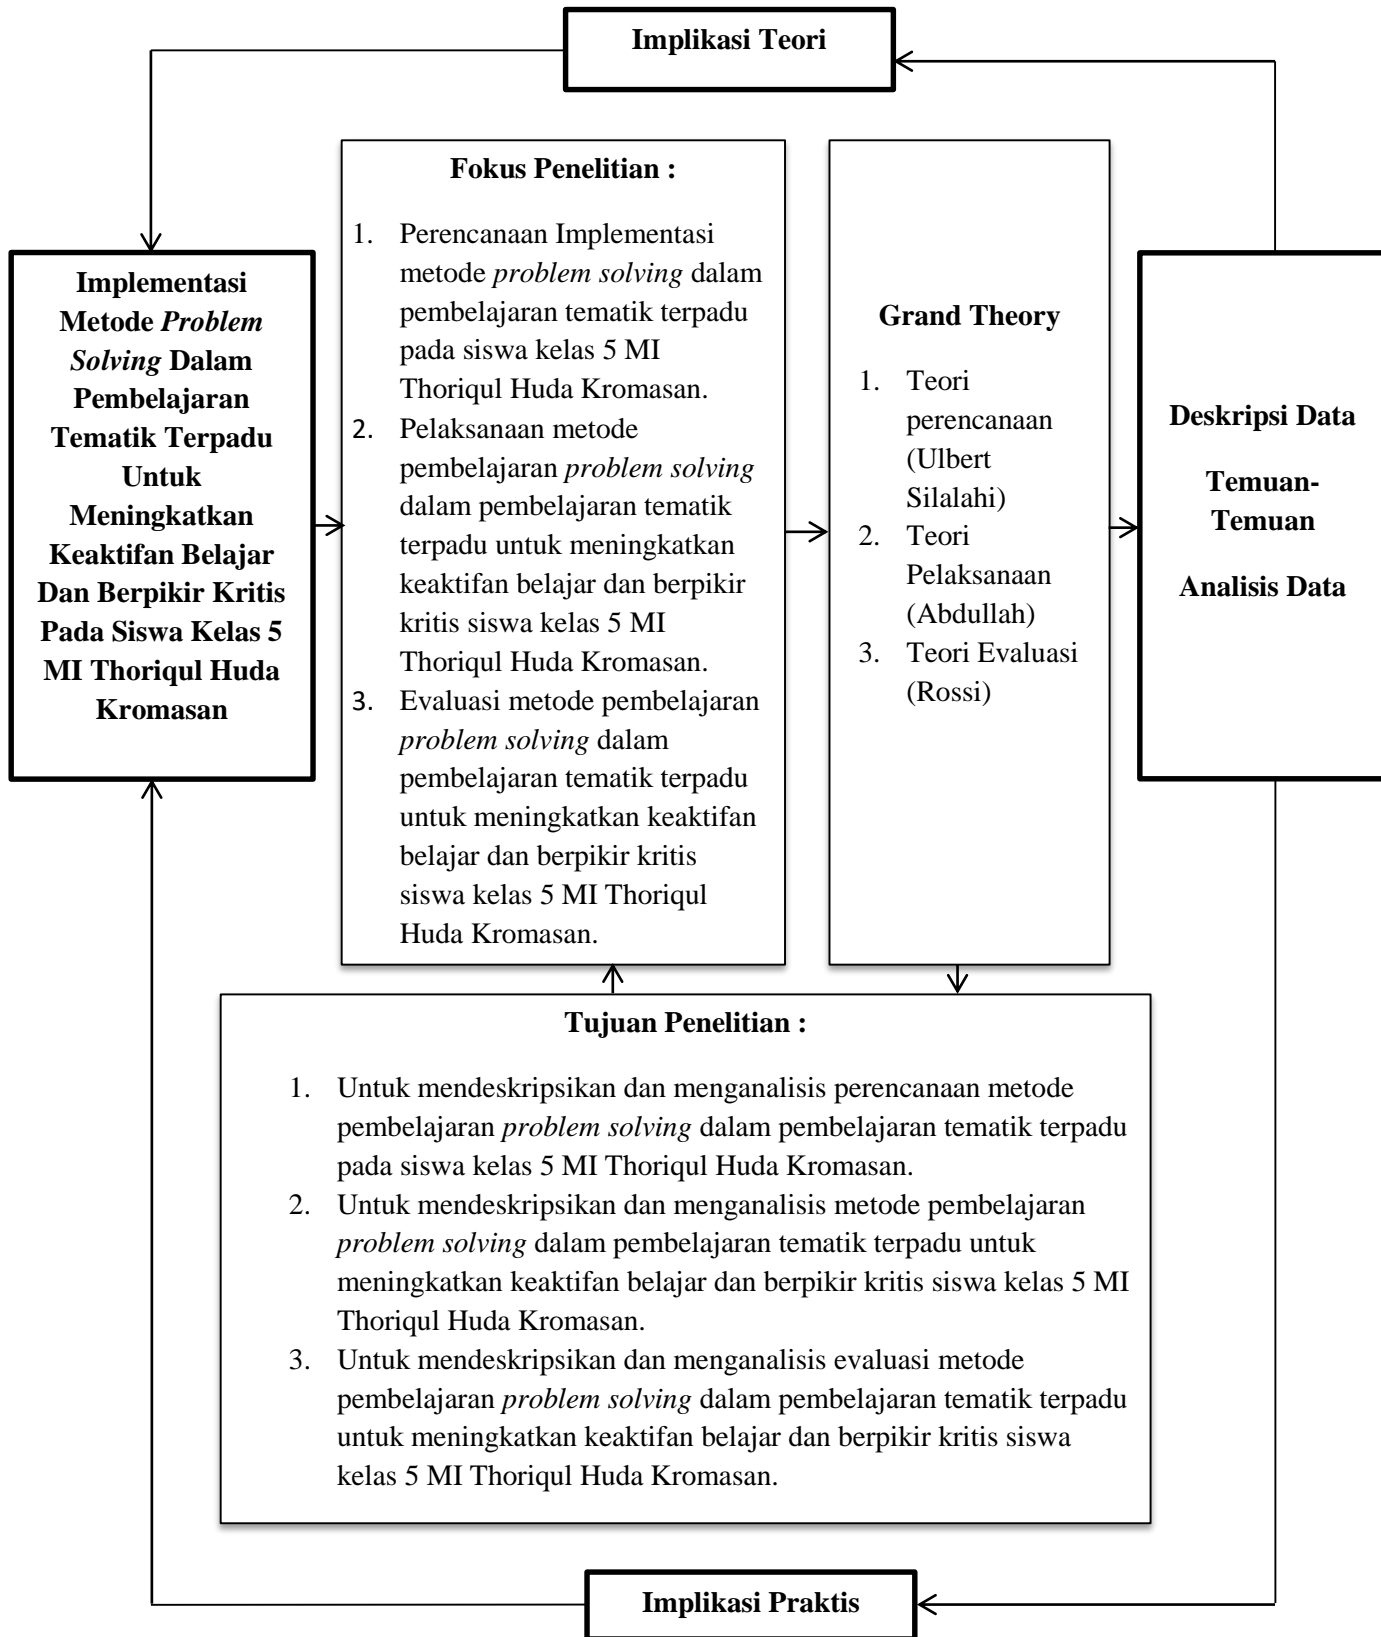 Implikasi Teori
Implementasi
Metode Problem
Solving Dalam
Pembelajaran
Tematik Terpadu
Untuk
Meningkatkan
Keaktifan Belajar
Dan Berpikir Kritis
Pada Siswa Kelas 5
MI Thoriqul Huda
Kromasan
Fokus Penelitian :
1. Perencanaan Implementasi
metode problem solving dalam
pembelajaran tematik terpadu
pada siswa kelas 5 MI
Thoriqul Huda Kromasan.
2. Pelaksanaan metode
pembelajaran problem solving
dalam pembelajaran tematik
terpadu untuk meningkatkan
keaktifan belajar dan berpikir
kritis siswa kelas 5 MI
Thoriqul Huda Kromasan.
3. Evaluasi metode pembelajaran
problem solving dalam
pembelajaran tematik terpadu
untuk meningkatkan keaktifan
belajar dan berpikir kritis
siswa kelas 5 MI Thoriqul
Huda Kromasan.
Grand Theory
1. Teori
perencanaan
(Ulbert
Silalahi)
2. Teori
Pelaksanaan
(Abdullah)
3. Teori Evaluasi
(Rossi)
Deskripsi Data
Temuan-
Temuan
Analisis Data
Tujuan Penelitian :
1. Untuk mendeskripsikan dan menganalisis perencanaan metode
pembelajaran problem solving dalam pembelajaran tematik terpadu
pada siswa kelas 5 MI Thoriqul Huda Kromasan.
2. Untuk mendeskripsikan dan menganalisis metode pembelajaran
problem solving dalam pembelajaran tematik terpadu untuk
meningkatkan keaktifan belajar dan berpikir kritis siswa kelas 5 MI
Thoriqul Huda Kromasan.
3. Untuk mendeskripsikan dan menganalisis evaluasi metode
pembelajaran problem solving dalam pembelajaran tematik terpadu
untuk meningkatkan keaktifan belajar dan berpikir kritis siswa
kelas 5 MI Thoriqul Huda Kromasan.
Implikasi Praktis